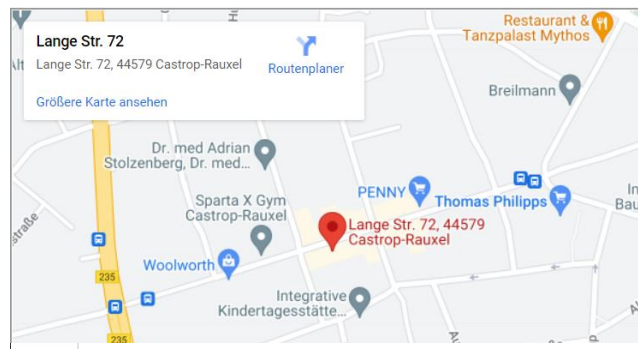 Lange Str. 72
Lange Str. 72, 44579 Castrop-Rauxel
Routenplaner
Größere Karte ansehen
Restaurant &
Tanzpalast Mythos
Breilmann
Dr. med Adrian
Stolzenberg, Dr. med...
PENNY
Thomas Philipps
Sparta X Gym
Castrop-Rauxel
Lange Str. 72, 44579
Castrop-Rauxel
Woolworth
235
Integrative
Kindertagesstätte...
235